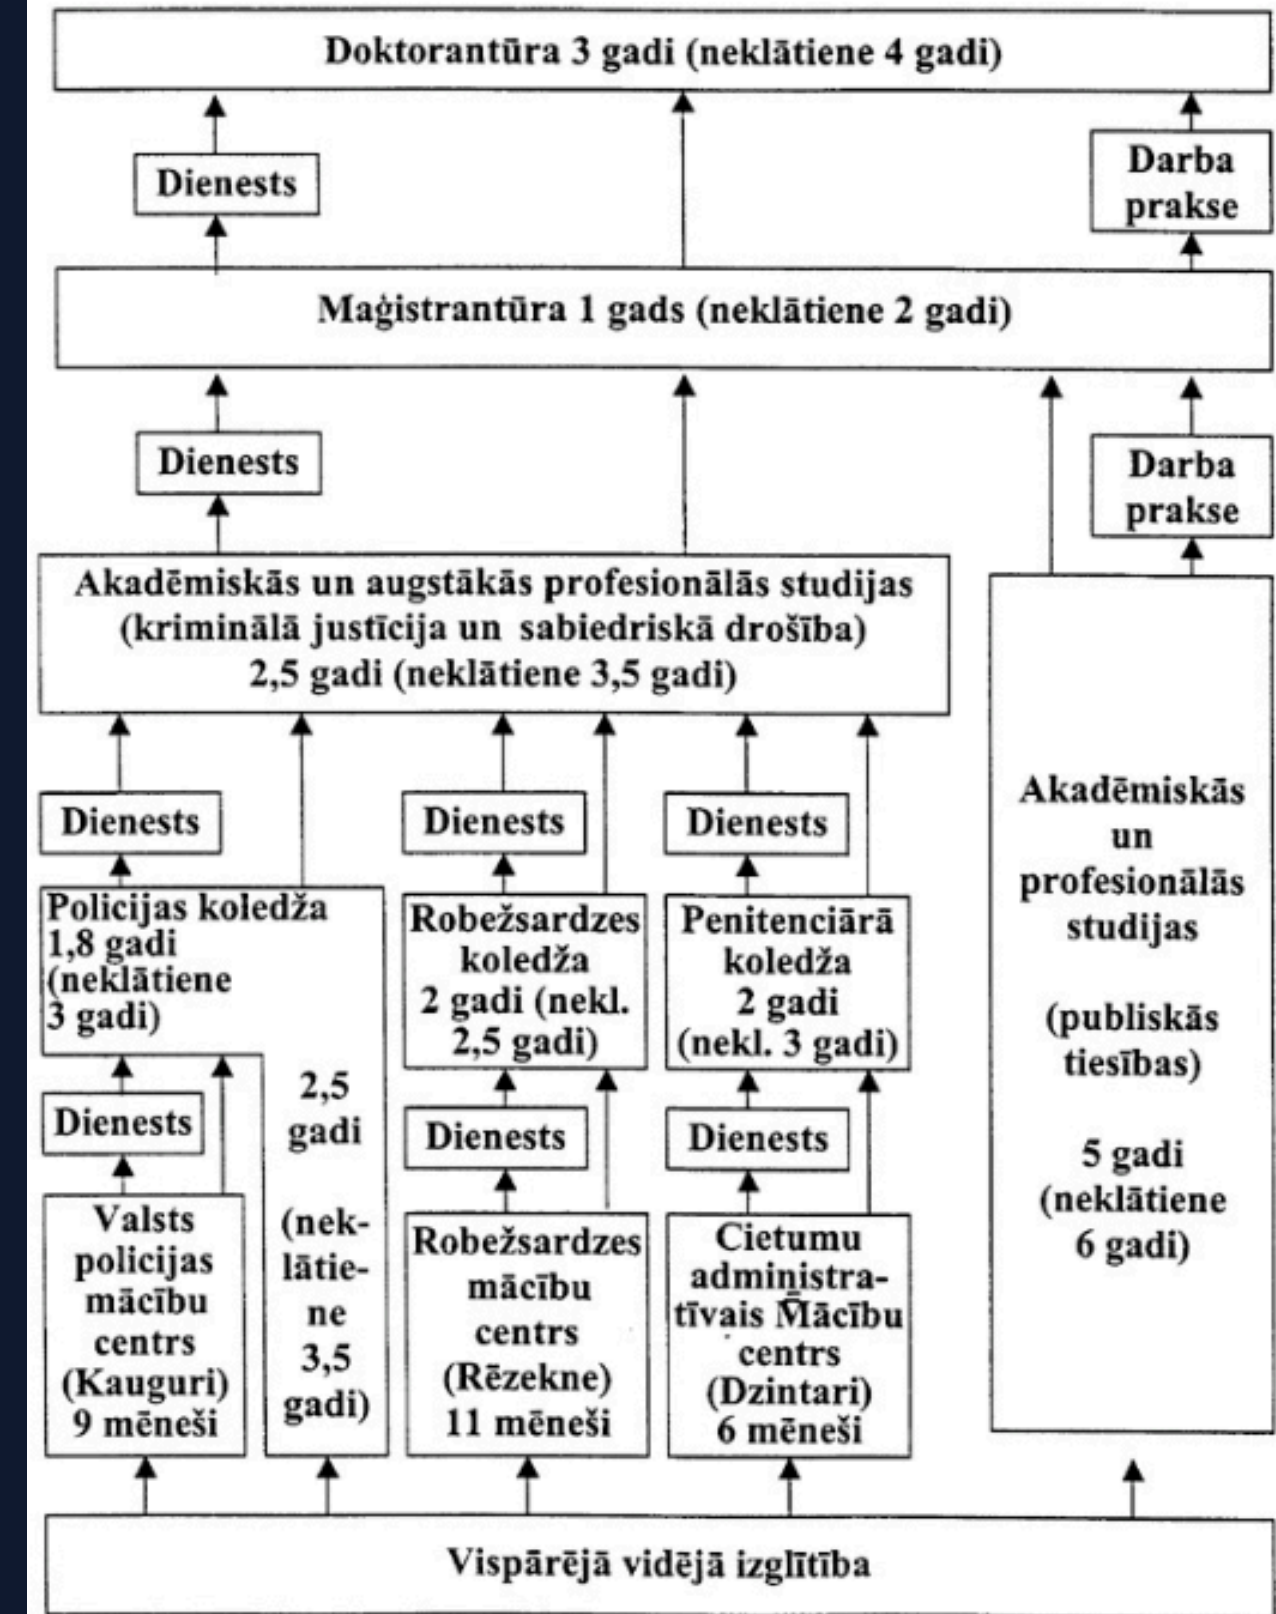 Doktorantūra 3 gadi (neklātiene 4 gadi)
Dienests
Darba
prakse
Maģistrantūra 1 gads (neklātiene 2 gadi)
Dienests
Darba
prakse
Akadēmiskās un augstākās profesionālās studijas
(kriminālā justīcija un sabiedriskā drošība)
2,5 gadi (neklātiene 3,5 gadi)
Dienests
Dienests
Dienests
Policijas koledža
1,8 gadi
(neklātiene
3 gadi)
2,5
gadi
(nek-
lātie-
ne
3,5
gadi)
Robežsardzes
koledža
2 gadi (nekl.
2,5 gadi)
Penitenciārā
koledža
2 gadi
(nekl. 3 gadi)
Akadēmiskās
un
profesionālās
studijas
(publiskās
tiesības)
5 gadi
(neklātiene
6 gadi)
Dienests
Dienests
Dienests
Valsts
policijas
mācību
centrs
(Kauguri)
9 mēneši
Robežsardzes
mācību
centrs
(Rēzekne)
11 mēneši
Cietumu
administra-
tīvais Mācību
centrs
(Dzintari)
6 mēneši
Vispārējā vidējā izglītība